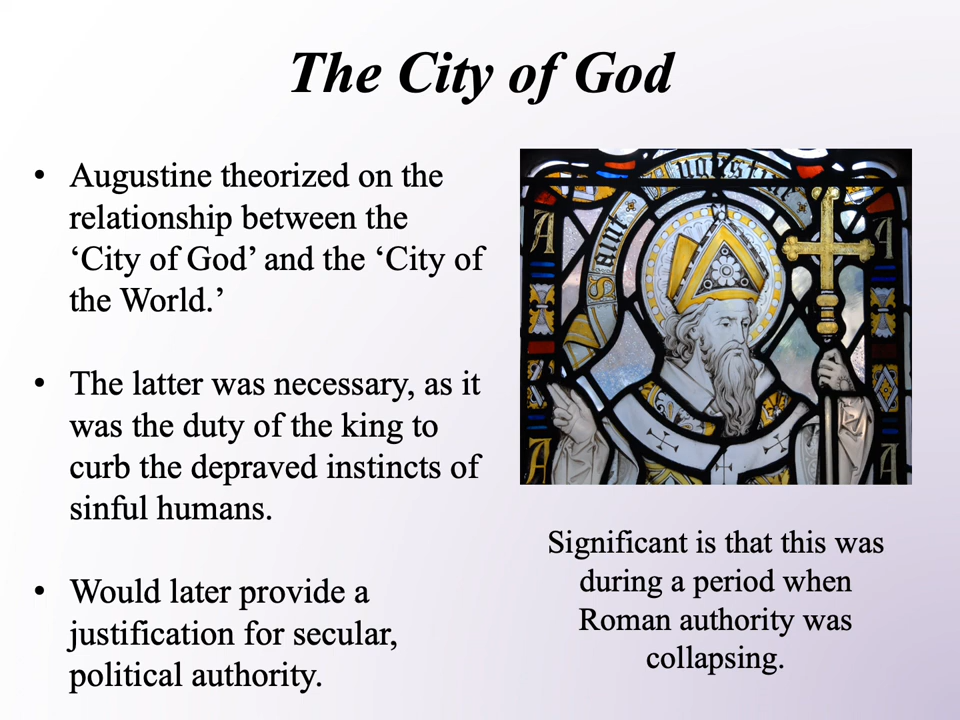 The City of God
• Augustine theorized on the
relationship between the
‘City of God’ and the ‘City of
the World.’
• The latter was necessary, as it
was the duty of the king to
curb the depraved instincts of
sinful humans.
• Would later provide a
justification for secular,
political authority.
Saint Augustin
A A
A A
Significant is that this was
during a period when
Roman authority was
collapsing.